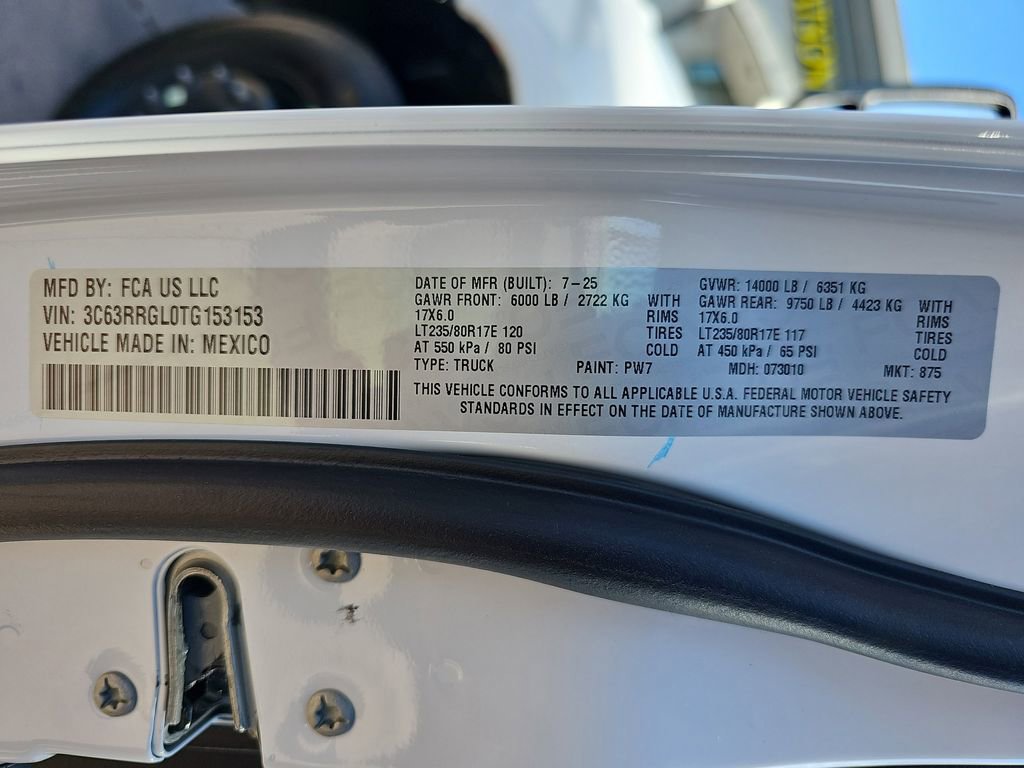 MFD BY: FCA US LLC
VIN: 3C63RRGL0TG153153
VEHICLE MADE IN: MEXICO
DATE OF MFR (BUILT): 7-25
GAWR FRONT: 6000 LB / 2722 KG WITH
17X6.0 RIMS
LT235/80R17E 120 TIRES
AT 550 kPa / 80 PSI COLD
TYPE: TRUCK PAINT: PW7
GVWR: 14000 LB / 6351 KG
GAWR REAR: 9750 LB / 4423 KG WITH
17X6.0 RIMS
LT235/80R17E 117 TIRES
AT 450 kPa / 65 PSI COLD
MDH: 073010 MKT: 875
THIS VEHICLE CONFORMS TO ALL APPLICABLE U.S.A. FEDERAL MOTOR VEHICLE SAFETY
STANDARDS IN EFFECT ON THE DATE OF MANUFACTURE SHOWN ABOVE.